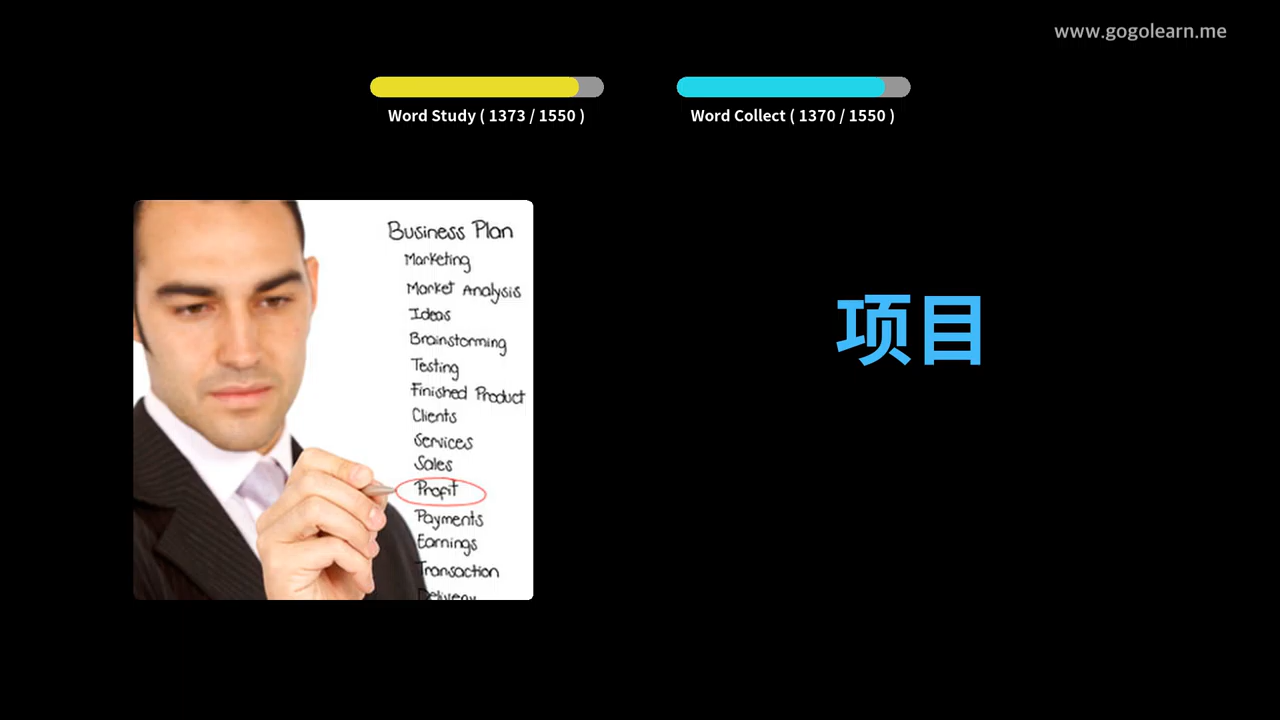 www.gogolearn.me
Word Study ( 1373 / 1550 )
Word Collect ( 1370 / 1550 )
Business Plan
Marketing
Market Analysis
Ideas
Brainstorming
Testing
Finished Product
Clients
Services
Sales
Profit
Payments
Earnings
Transaction
Delivery
项目